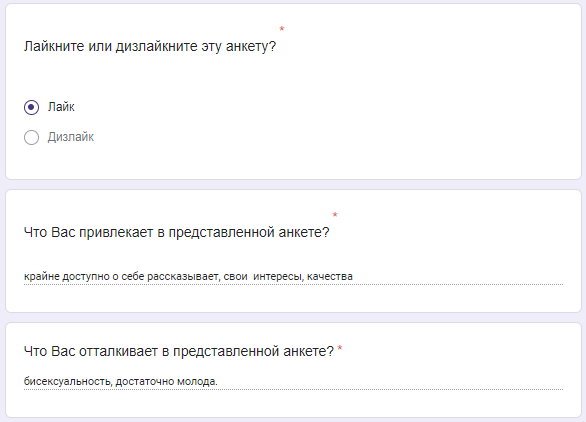 Лайкните или дизлайкните эту анкету? *
Лайк
Дизлайк
Что Вас привлекает в представленной анкете? *
крайне доступно о себе рассказывает, свои  интересы, качества
Что Вас отталкивает в представленной анкете? *
бисексуальность, достаточно молода.